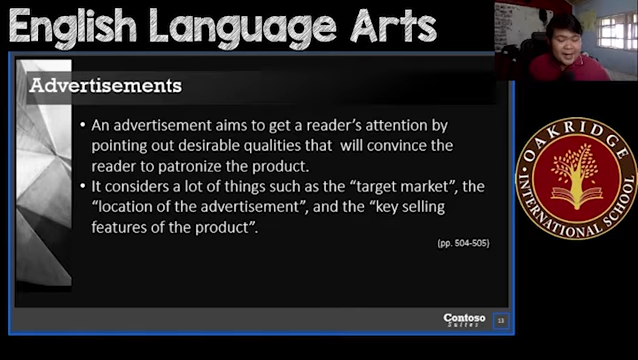 English Language Arts
Advertisements
• An advertisement aims to get a reader's attention by
pointing out desirable qualities that will convince the
reader to patronize the product.
• It considers a lot of things such as the "target market", the
"location of the advertisement", and the "key selling
features of the product".
(pp. 504-505)
Contoso
Suites
13
OAKRIDGE
INTERNATIONAL SCHOOL